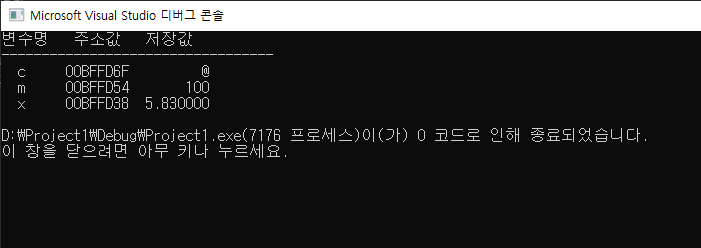 Microsoft Visual Studio 디버그 콘솔
변수명 주소값 저장값
----------------------------------
c 00BFFD6F @
m 00BFFD54 100
x 00BFFD38 5.830000
D:₩Project1₩Debug₩Project1.exe(7176 프로세스)이(가) 0 코드로 인해 종료되었습니다.
이 창을 닫으려면 아무 키나 누르세요.